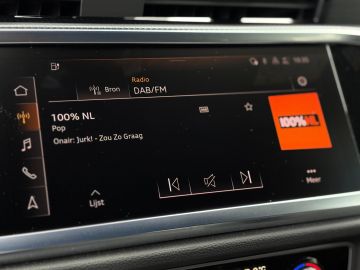 Radio
Bron
DAB/FM
100% NL
Pop
Onair: Jurk! - Zou Zo Graag
100%NL
Lijst
Meer